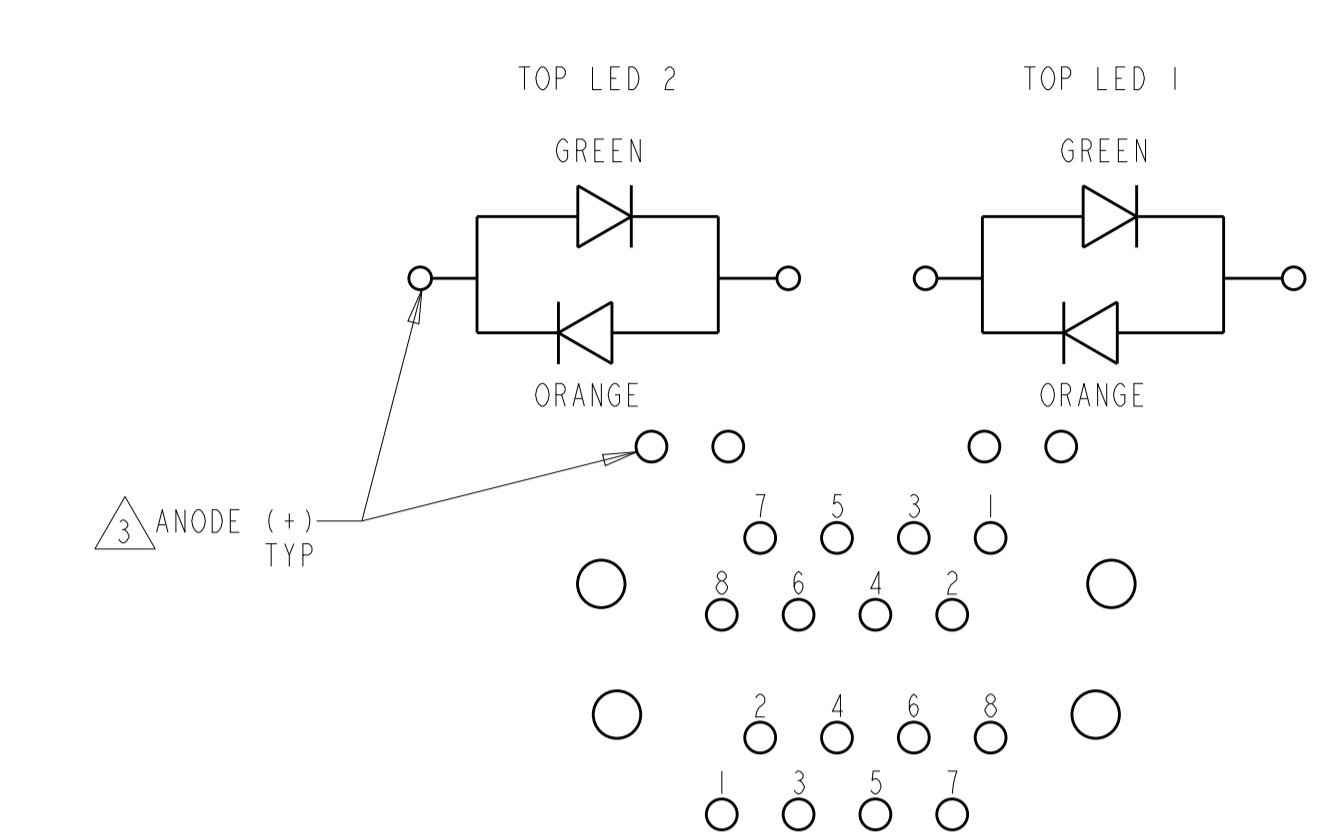 TOP LED 2
TOP LED 1
GREEN
GREEN
ORANGE
ORANGE
3 ANODE (+)
TYP
7 5 3 1
8 6 4 2
2 4 6 8
1 3 5 7